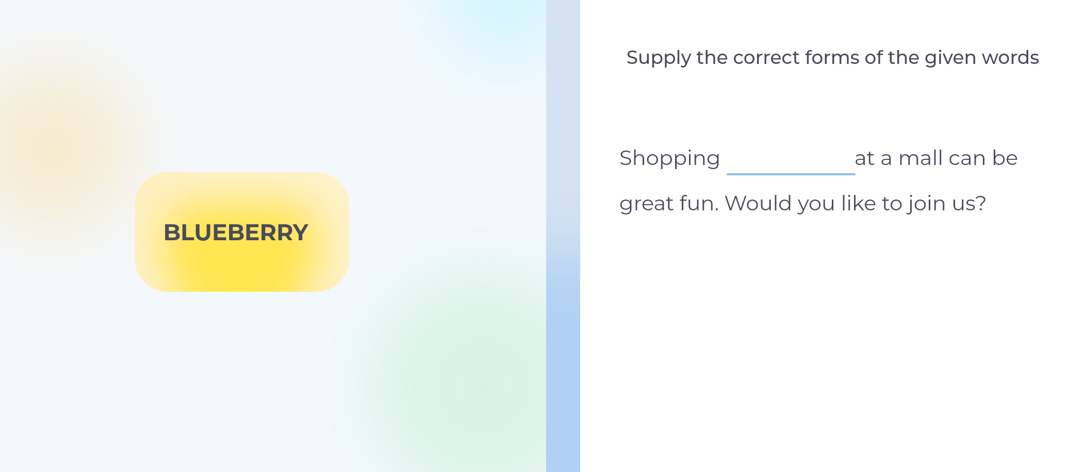 BLUEBERRY
Supply the correct forms of the given words
Shopping __________ at a mall can be
great fun. Would you like to join us?